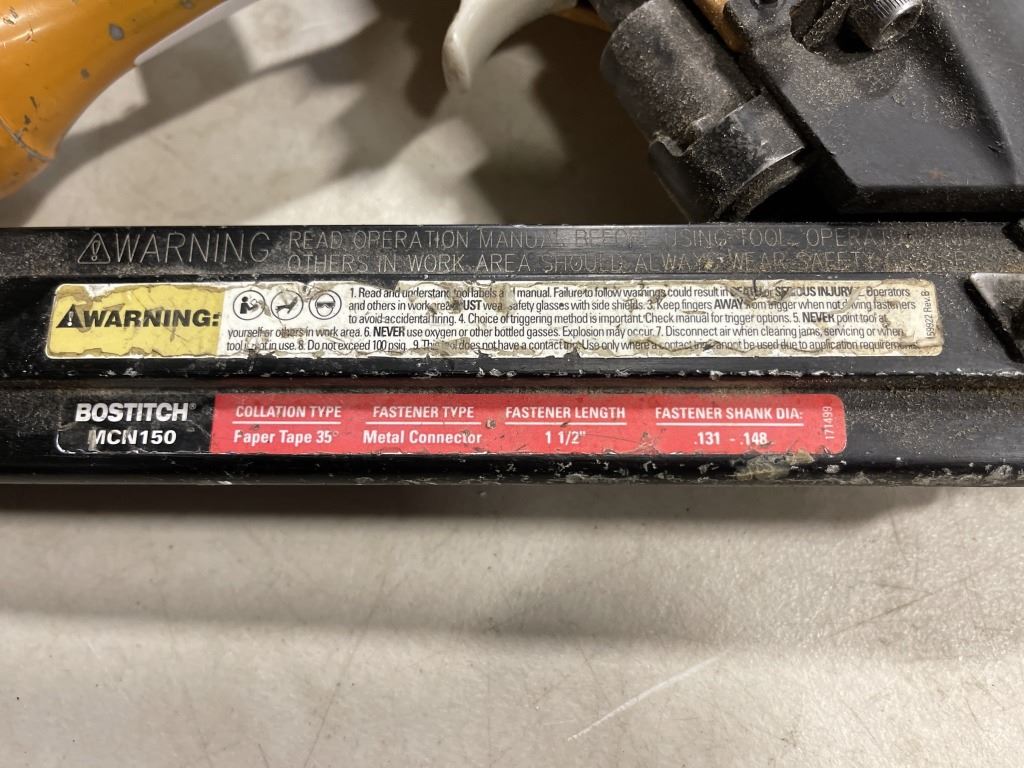 WARNING READ OPERATION MANUAL BEFORE USING TOOL.
OTHERS IN WORK AREA SHOULD ALWAYS WEAR SAFETY
WARNING:
1. Read and understand tool labels and manual. Failure to follow warnings could result in DEATH or SERIOUS INJURY. 2. Operators
and others in work area MUST wear safety glasses with side shields. 3. Keep fingers AWAY from trigger when not driving fasteners
to avoid accidental firing. 4. Choice of triggering method is important. Check manual for trigger options. 5. NEVER point tool at
yourself or others in work area. 6. NEVER use oxygen or other bottled gasses. Explosion may occur. 7. Disconnect air when clearing jams, servicing or when
tool is not in use. 8. Do not exceed 100 psig. 9. This tool does not have a contact trip. Use only where a contact trip cannot be used due to application requirements.
Rev B
BOSTITCH
MCN150
COLLATION TYPE FASTENER TYPE FASTENER LENGTH FASTENER SHANK DIA:
Paper Tape 35° Metal Connector 1 1/2" .131 - .148
171499